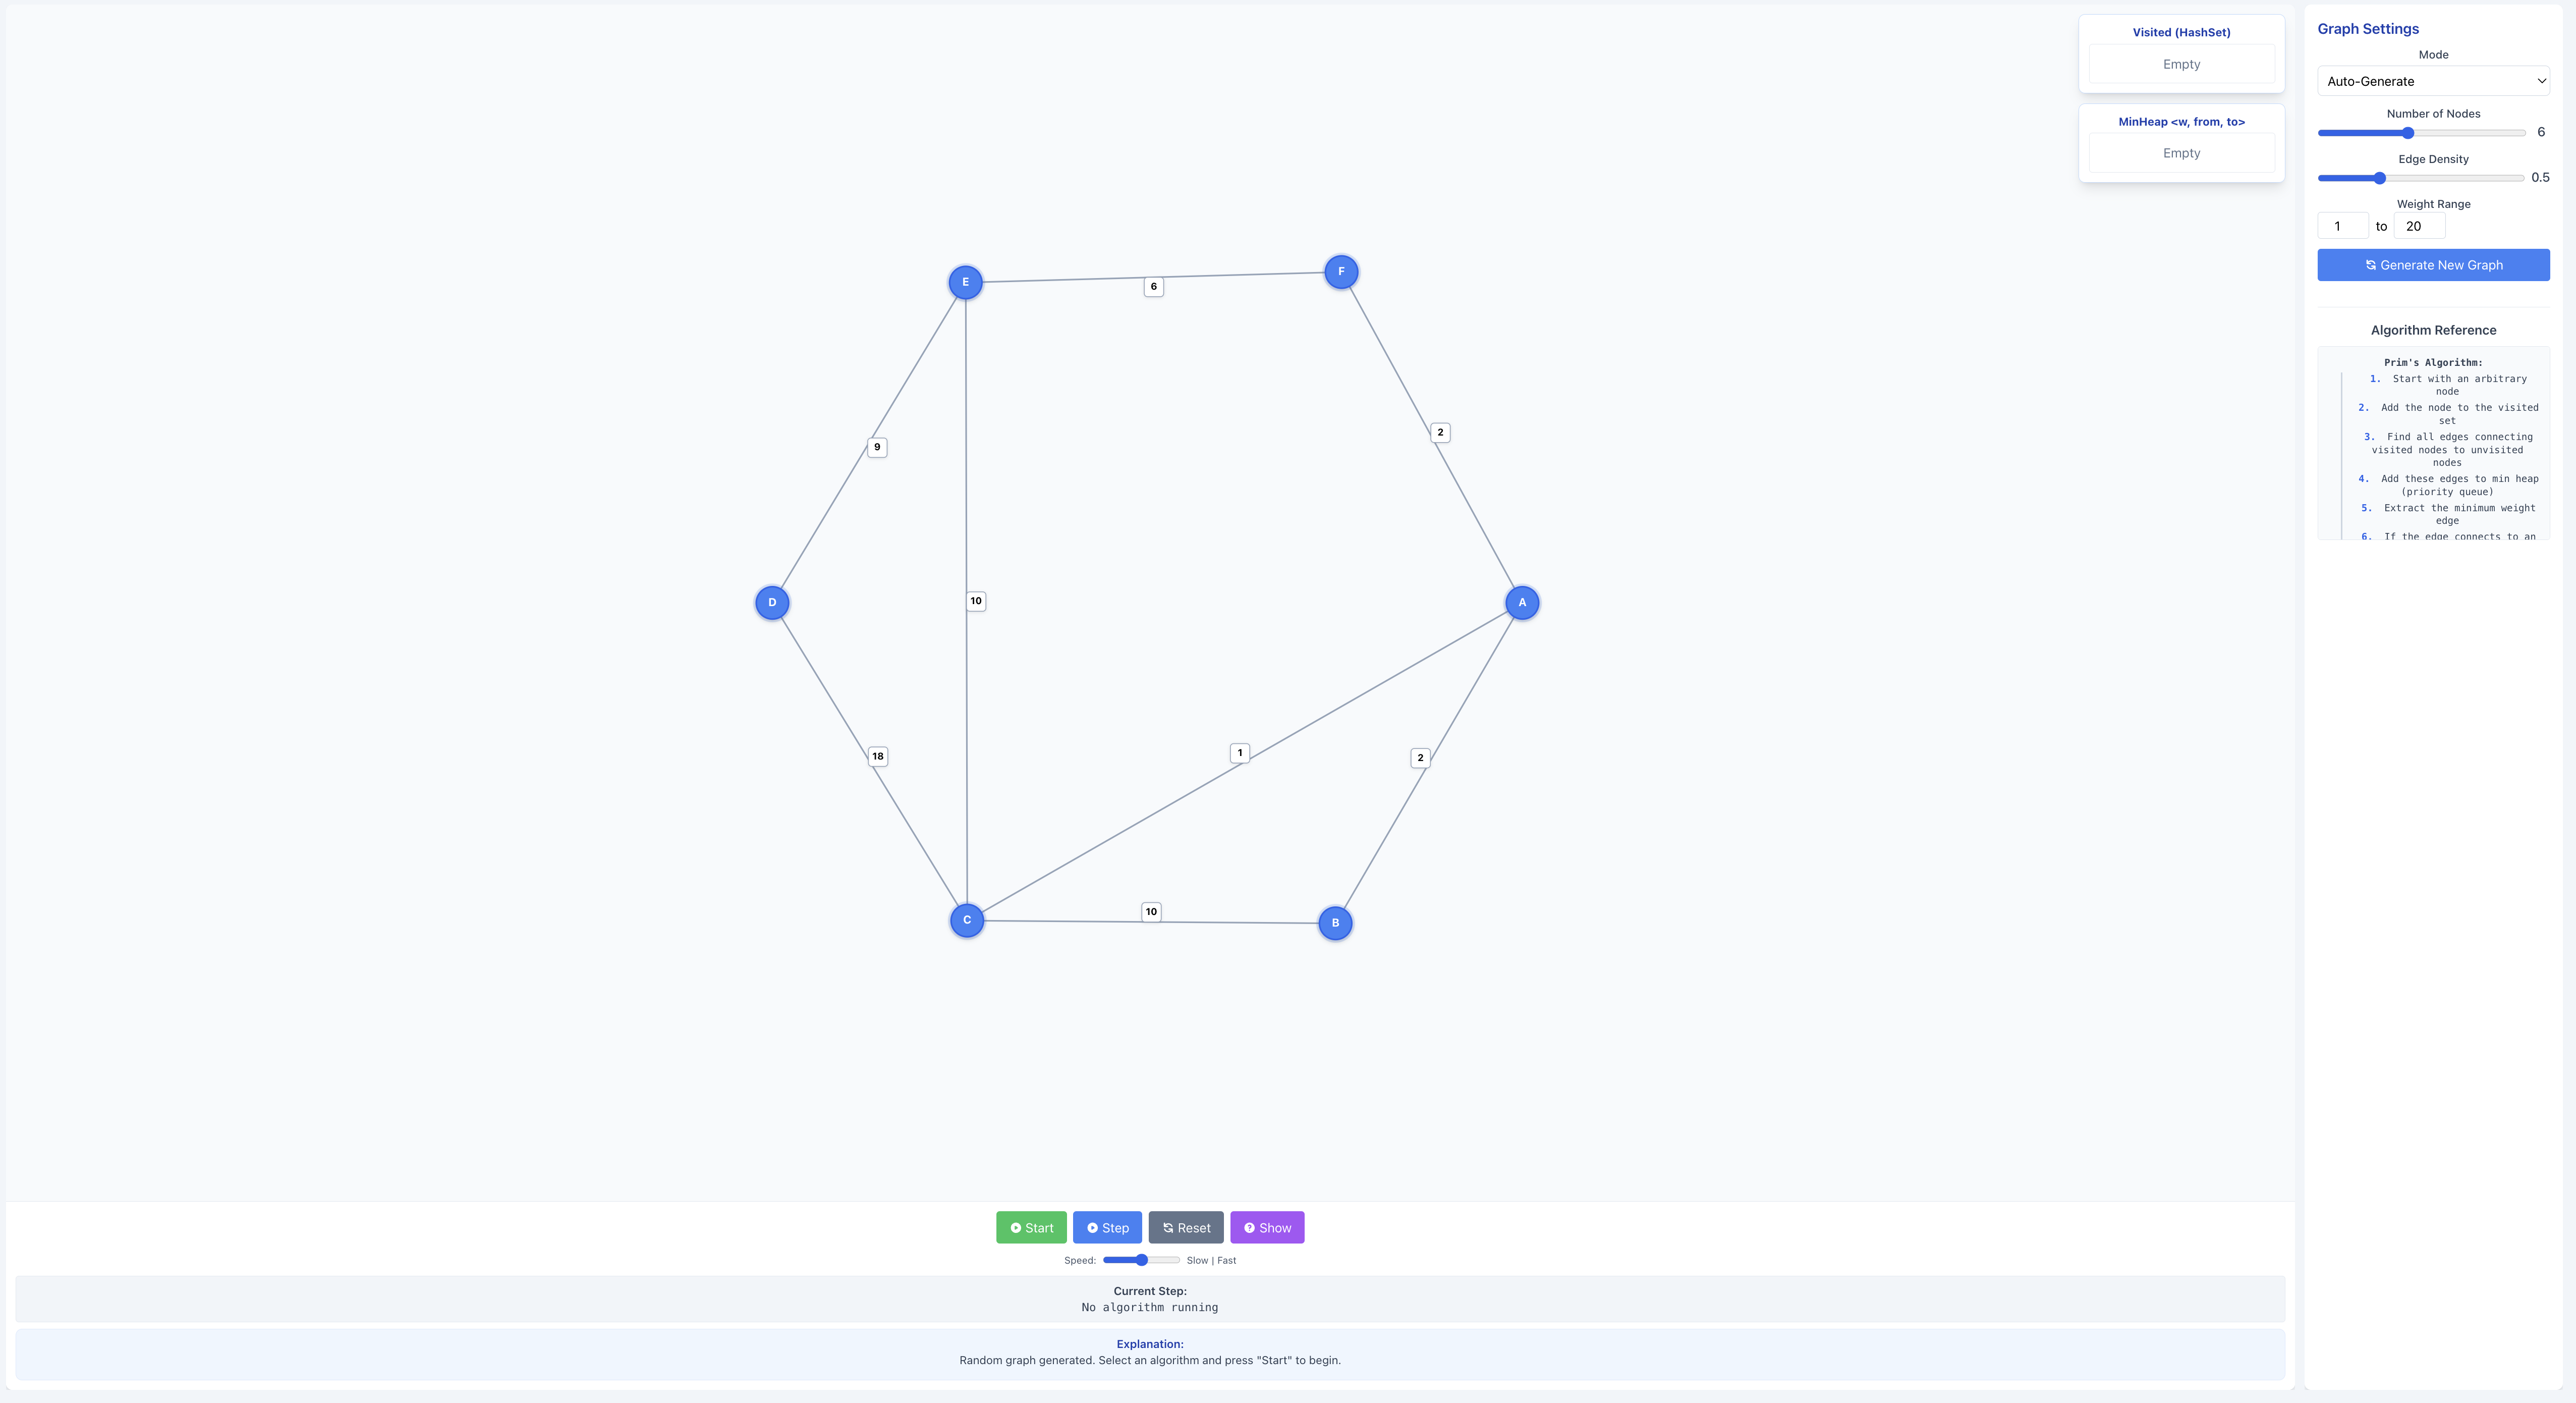 Visited (HashSet)
Empty
MinHeap <w, from, to>
Empty
E
F
6
2
9
D
10
A
18
1
2
C
10
B
Start
Step
Reset
Show
Speed:
Slow | Fast
Current Step:
No algorithm running
Explanation:
Random graph generated. Select an algorithm and press "Start" to begin.
Graph Settings
Mode
Auto-Generate
Number of Nodes
6
Edge Density
0.5
Weight Range
1 to 20
Generate New Graph
Algorithm Reference
Prim's Algorithm:
1. Start with an arbitrary
node
2. Add the node to the visited
set
3. Find all edges connecting
visited nodes to unvisited
nodes
4. Add these edges to min heap
(priority queue)
5. Extract the minimum weight
edge
6. If the edge connects to an